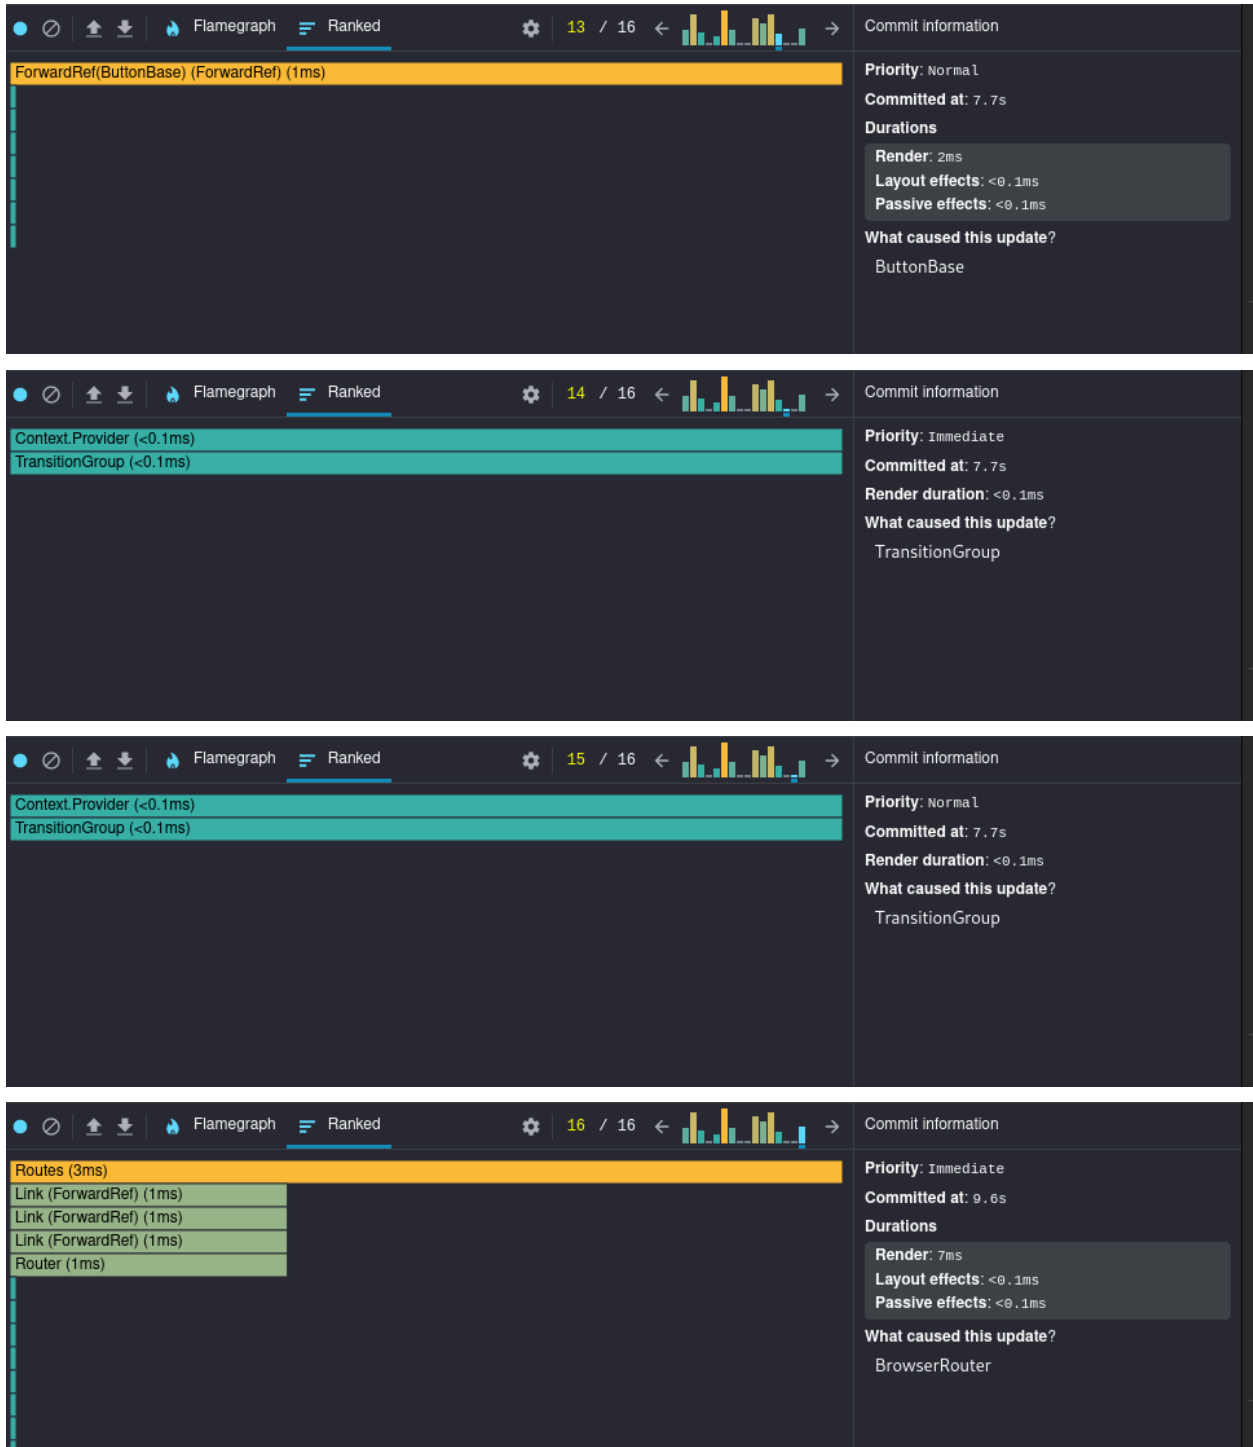 Flamegraph Ranked 13 / 16 Commit information
ForwardRef(ButtonBase) (ForwardRef) (1ms)
Priority: Normal
Committed at: 7.7s
Durations
Render: 2ms
Layout effects: <0.1ms
Passive effects: <0.1ms
What caused this update?
ButtonBase
Flamegraph Ranked 14 / 16 Commit information
Context.Provider (<0.1ms)
TransitionGroup (<0.1ms)
Priority: Immediate
Committed at: 7.7s
Render duration: <0.1ms
What caused this update?
TransitionGroup
Flamegraph Ranked 15 / 16 Commit information
Context.Provider (<0.1ms)
TransitionGroup (<0.1ms)
Priority: Normal
Committed at: 7.7s
Render duration: <0.1ms
What caused this update?
TransitionGroup
Flamegraph Ranked 16 / 16 Commit information
Routes (3ms)
Link (ForwardRef) (1ms)
Link (ForwardRef) (1ms)
Link (ForwardRef) (1ms)
Router (1ms)
Priority: Immediate
Committed at: 9.6s
Durations
Render: 7ms
Layout effects: <0.1ms
Passive effects: <0.1ms
What caused this update?
BrowserRouter